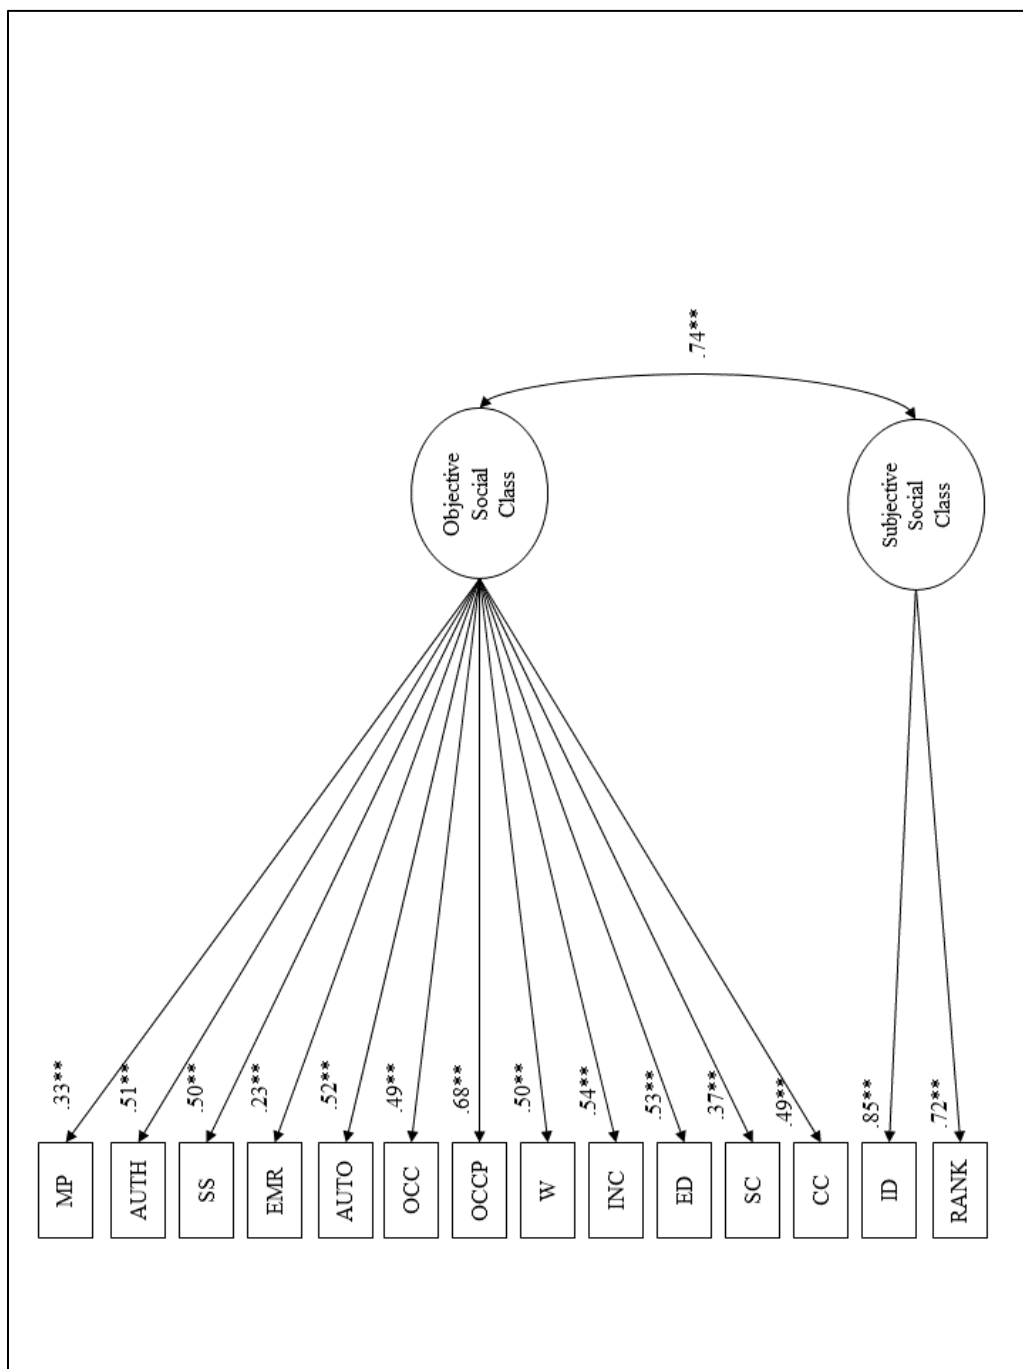 MP
AUTH
SS
EMR
AUTO
OCC
OCCP
W
INC
ED
SC
CC
ID
RANK
.33**
.51**
.50**
.23**
.52**
.49**
.68**
.50**
.54**
.53**
.37**
.49**
.85**
.72**
Objective
Social
Class
Subjective
Social
Class
.74**